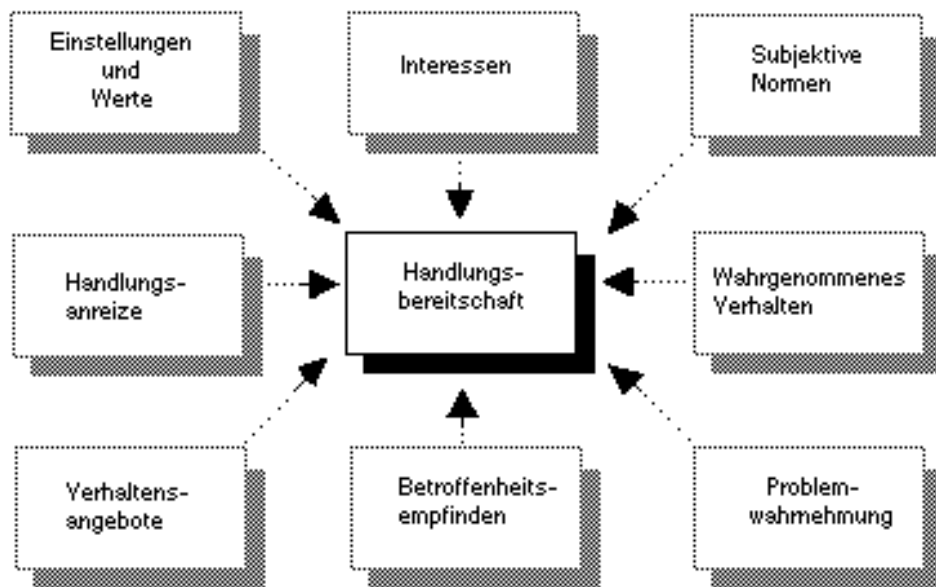 Einstellungen
und
Werte
Interessen
Subjektive
Normen
Handlungs-
anreize
Handlungs-
bereitschaft
Wahrgenommenes
Verhalten
Verhaltens-
angebote
Betroffenheits-
empfinden
Problem-
wahrnehmung